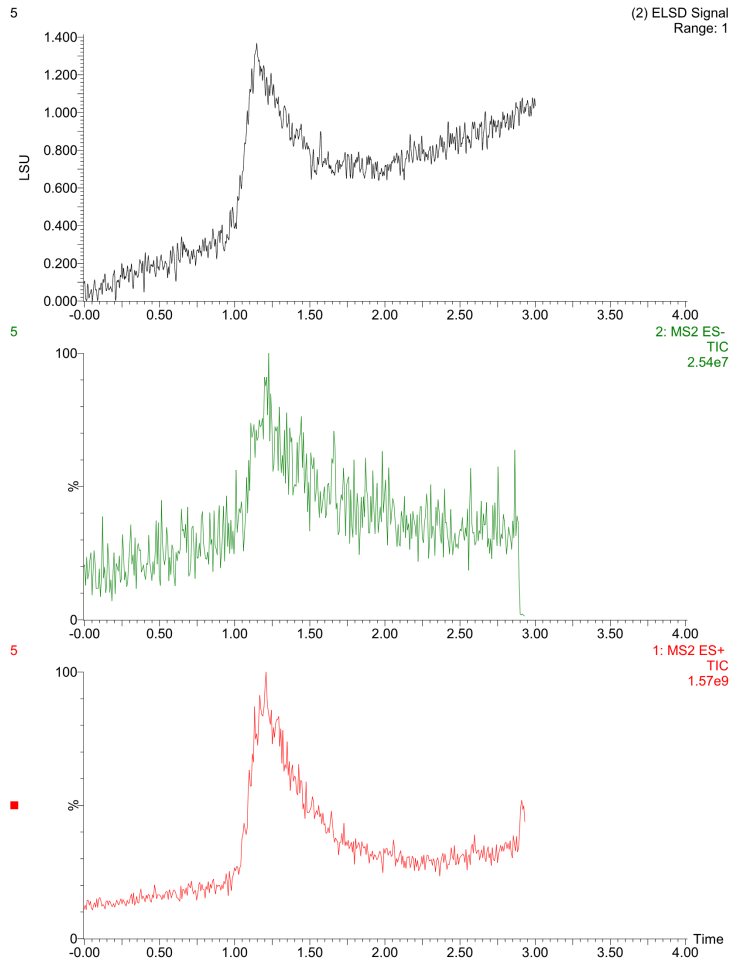 5
(2) ELSD Signal
Range: 1
1.400
1.200
1.000
0.800
0.600
0.400
0.200
0.000
LSU
-0.00 0.50 1.00 1.50 2.00 2.50 3.00 3.50 4.00
5
2: MS2 ES-
TIC
2.54e7
100
%
0
-0.00 0.50 1.00 1.50 2.00 2.50 3.00 3.50 4.00
5
1: MS2 ES+
TIC
1.57e9
100
%
0
Time
-0.00 0.50 1.00 1.50 2.00 2.50 3.00 3.50 4.00